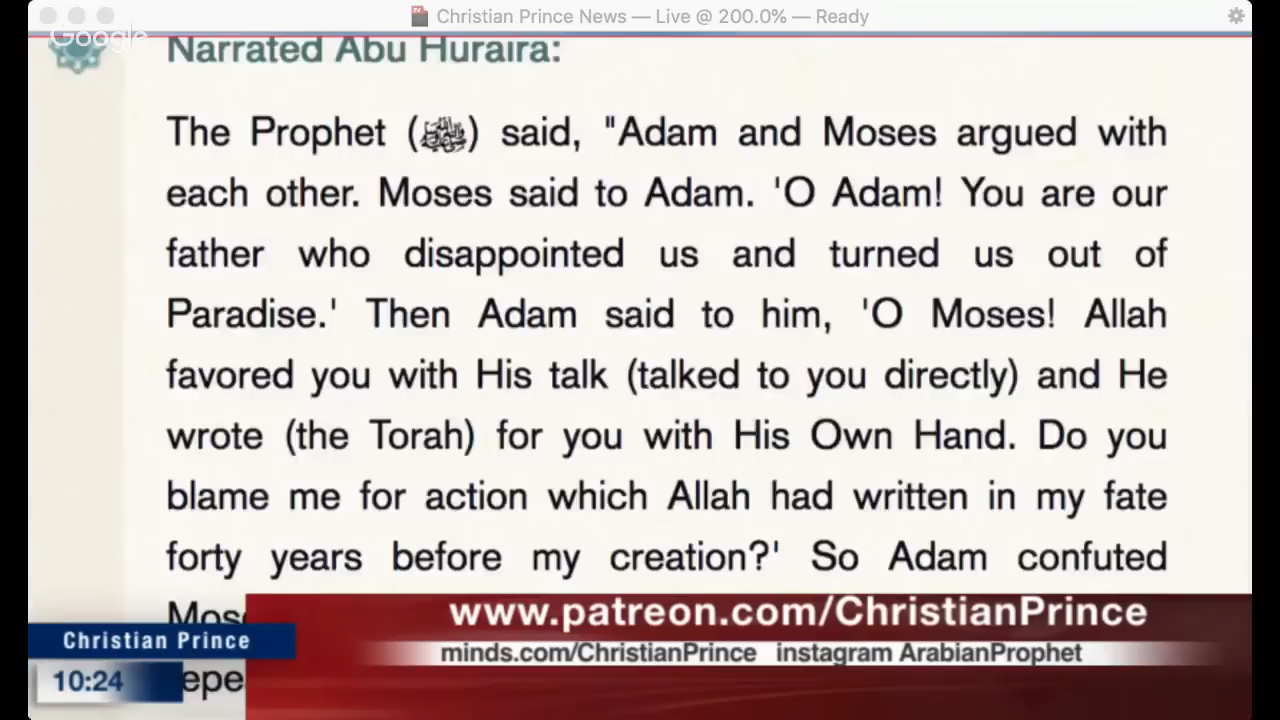 Christian Prince News — Live @ 200.0% — Ready
Google
Narrated Abu Huraira:
The Prophet (ﷺ) said, "Adam and Moses argued with
each other. Moses said to Adam. 'O Adam! You are our
father who disappointed us and turned us out of
Paradise.' Then Adam said to him, 'O Moses! Allah
favored you with His talk (talked to you directly) and He
wrote (the Torah) for you with His Own Hand. Do you
blame me for action which Allah had written in my fate
forty years before my creation?' So Adam confuted
www.patreon.com/ChristianPrince
Christian Prince
minds.com/ChristianPrince instagram ArabianProphet
10:24